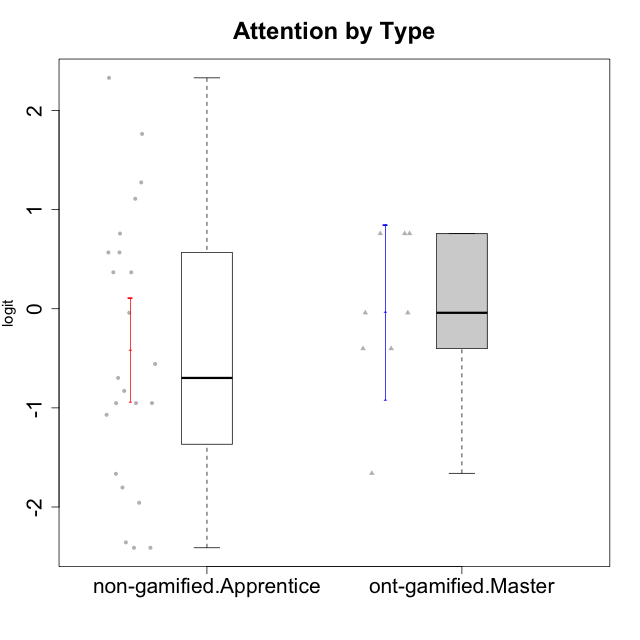 Attention by Type
logit
2
1
0
-1
-2
non-gamified.Apprentice
ont-gamified.Master